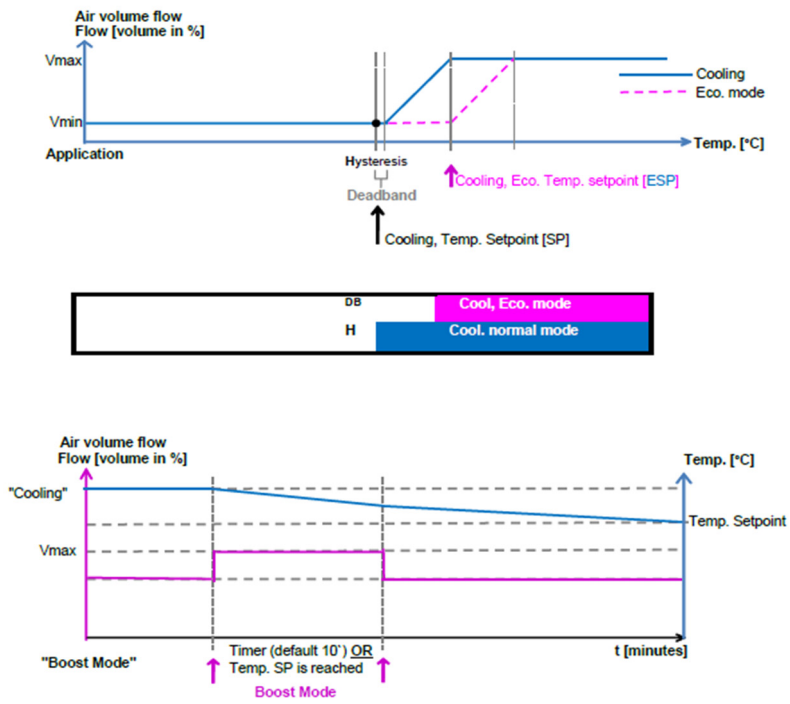 Air volume flow
Flow [volume in %]
Vmax
Cooling
Eco. mode
Vmin
Temp. [°C]
Application
Hysteresis
Deadband
Cooling, Eco. Temp. setpoint [ESP]
Cooling, Temp. Setpoint [SP]
DB
Cool, Eco. mode
H
Cool. normal mode
Air volume flow
Flow [volume in %]
Temp. [°C]
"Cooling"
Temp. Setpoint
Vmax
Timer (default 10`) OR
t [minutes]
"Boost Mode"
Temp. SP is reached
Boost Mode